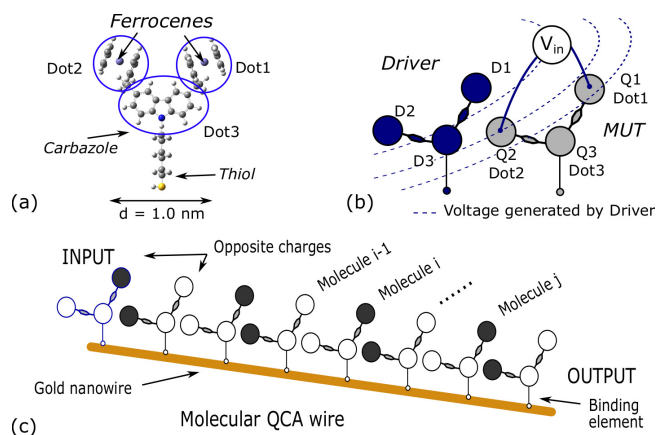 Ferrocenes
Dot2
Dot1
Dot3
Carbazole
Thiol
d = 1.0 nm
(a)
Driver
V_in
D1
D2
D3
Q1
Dot1
MUT
Q2
Dot2
Q3
Dot3
Voltage generated by Driver
(b)
INPUT
Opposite charges
Molecule i-1
Molecule i
......
Molecule j
Gold nanowire
OUTPUT
Binding
element
Molecular QCA wire
(c)